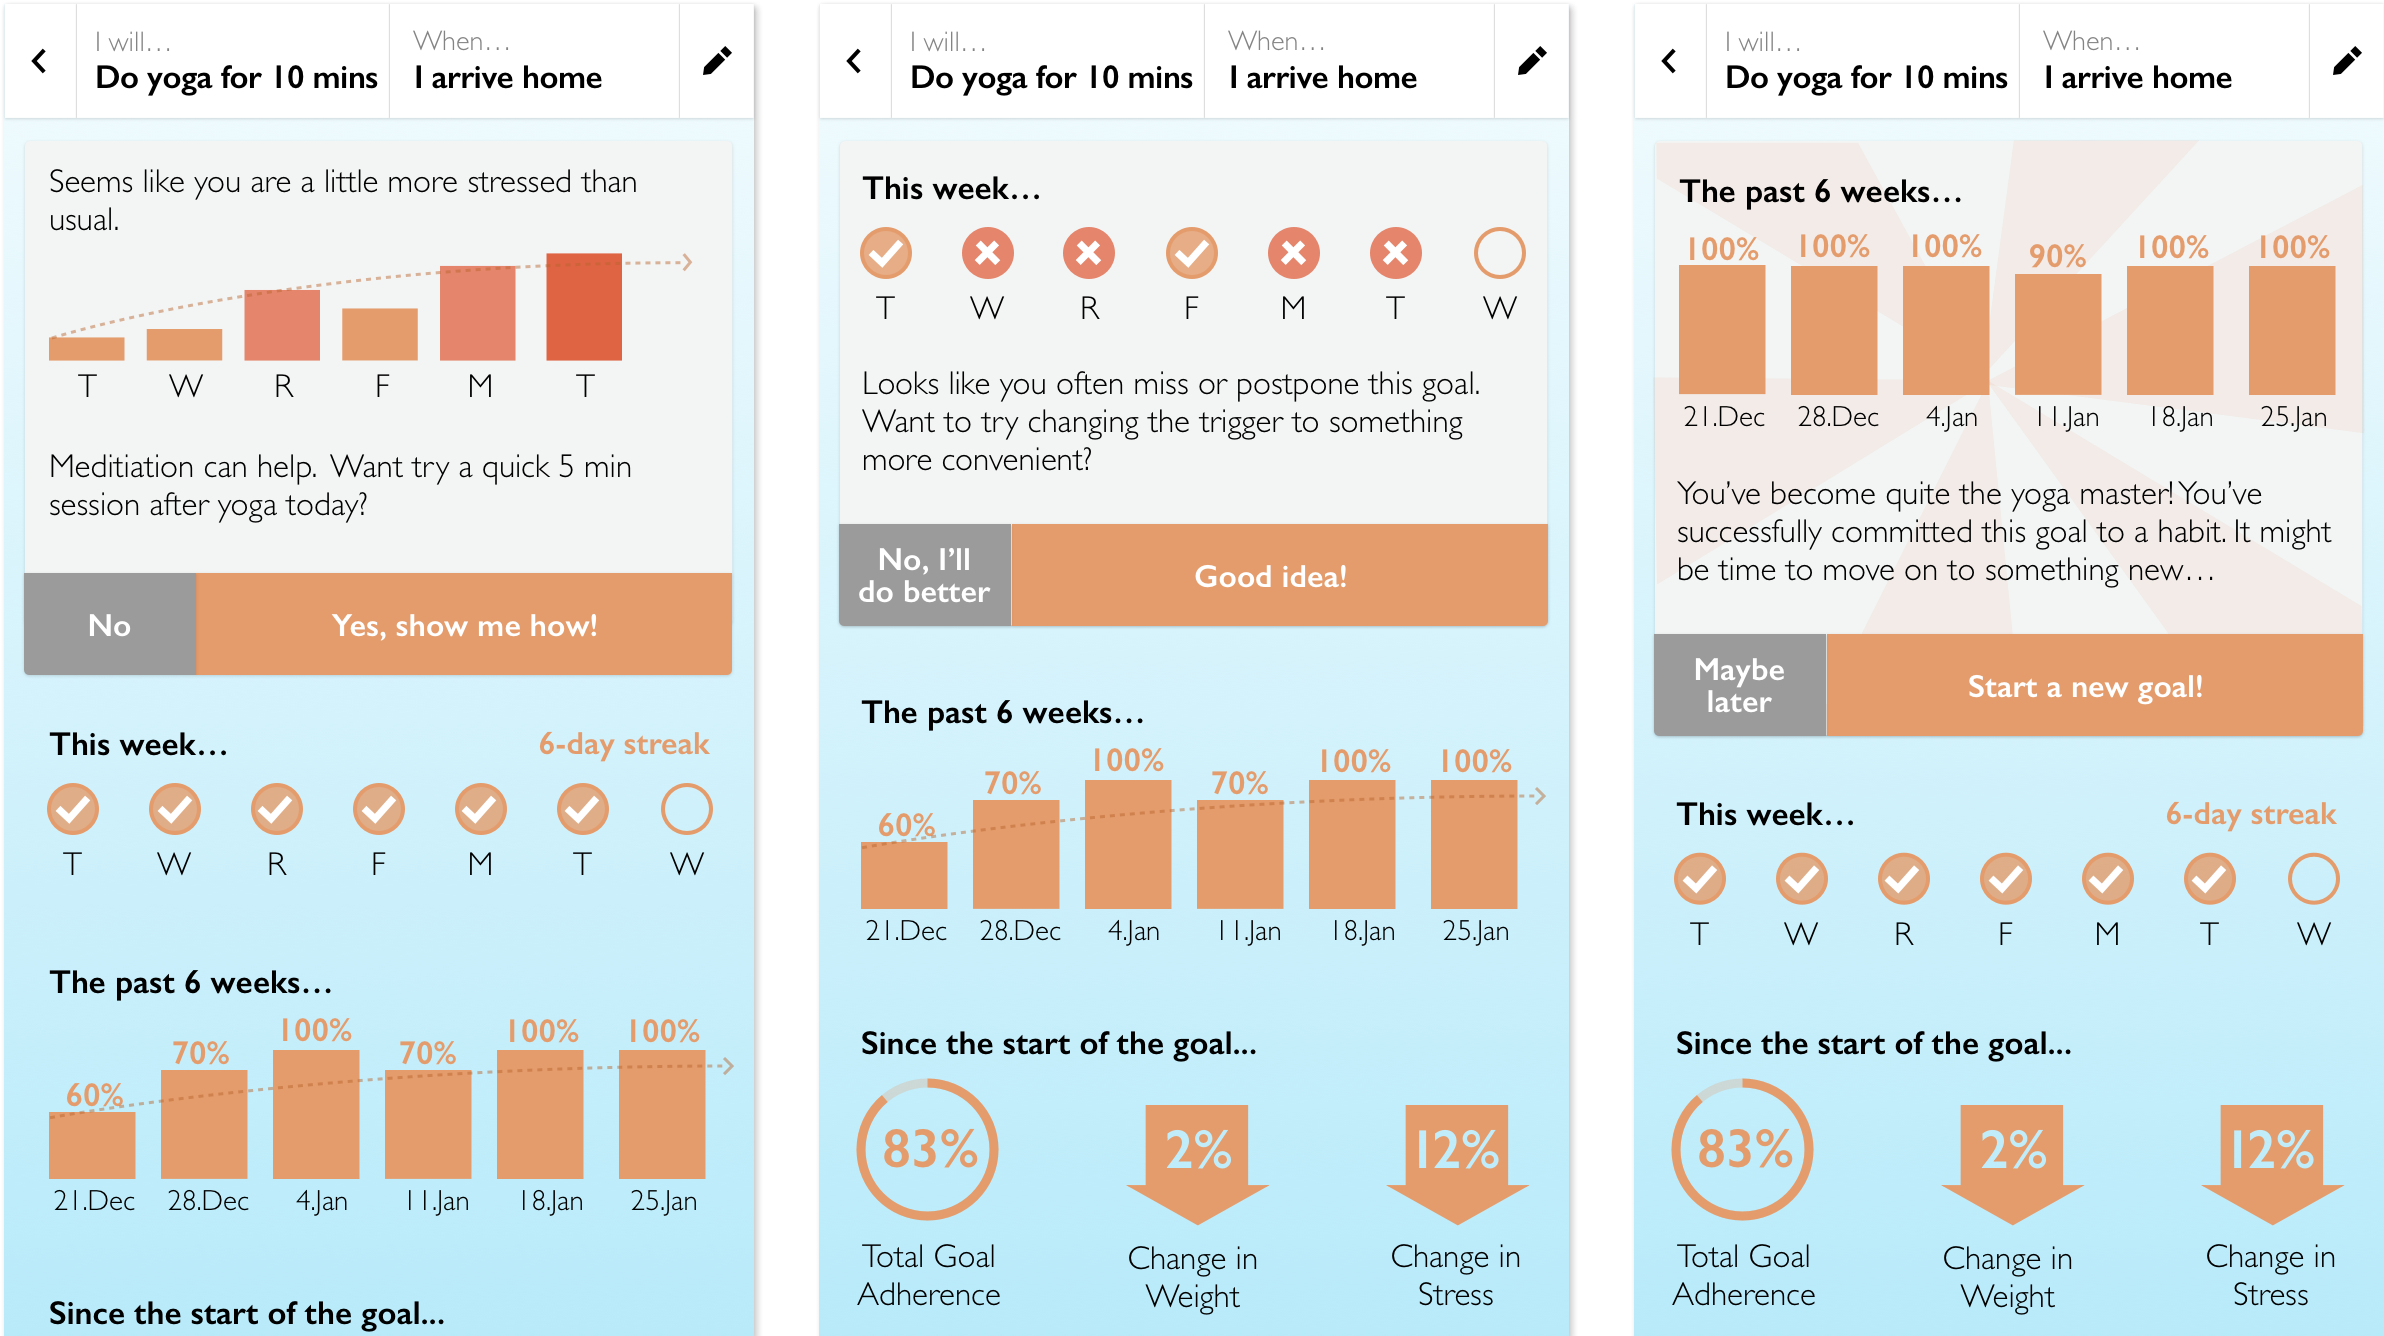 I will…
Do yoga for 10 mins
When…
I arrive home
Seems like you are a little more stressed than
usual.
T W R F M T
Meditiation can help. Want try a quick 5 min
session after yoga today?
No
Yes, show me how!
This week…
6-day streak
T W R F M T W
The past 6 weeks…
60% 70% 100% 70% 100% 100%
21.Dec 28.Dec 4.Jan 11.Jan 18.Jan 25.Jan
Since the start of the goal...
I will…
Do yoga for 10 mins
When…
I arrive home
This week…
T W R F M T W
Looks like you often miss or postpone this goal.
Want to try changing the trigger to something
more convenient?
No, I’ll
do better
Good idea!
The past 6 weeks…
60% 70% 100% 70% 100% 100%
21.Dec 28.Dec 4.Jan 11.Jan 18.Jan 25.Jan
Since the start of the goal...
83% 2% 12%
Total Goal
Adherence
Change in
Weight
Change in
Stress
I will…
Do yoga for 10 mins
When…
I arrive home
The past 6 weeks…
100% 100% 100% 90% 100% 100%
21.Dec 28.Dec 4.Jan 11.Jan 18.Jan 25.Jan
You’ve become quite the yoga master! You’ve
successfully committed this goal to a habit. It might
be time to move on to something new…
Maybe
later
Start a new goal!
This week…
6-day streak
T W R F M T W
Since the start of the goal...
83% 2% 12%
Total Goal
Adherence
Change in
Weight
Change in
Stress